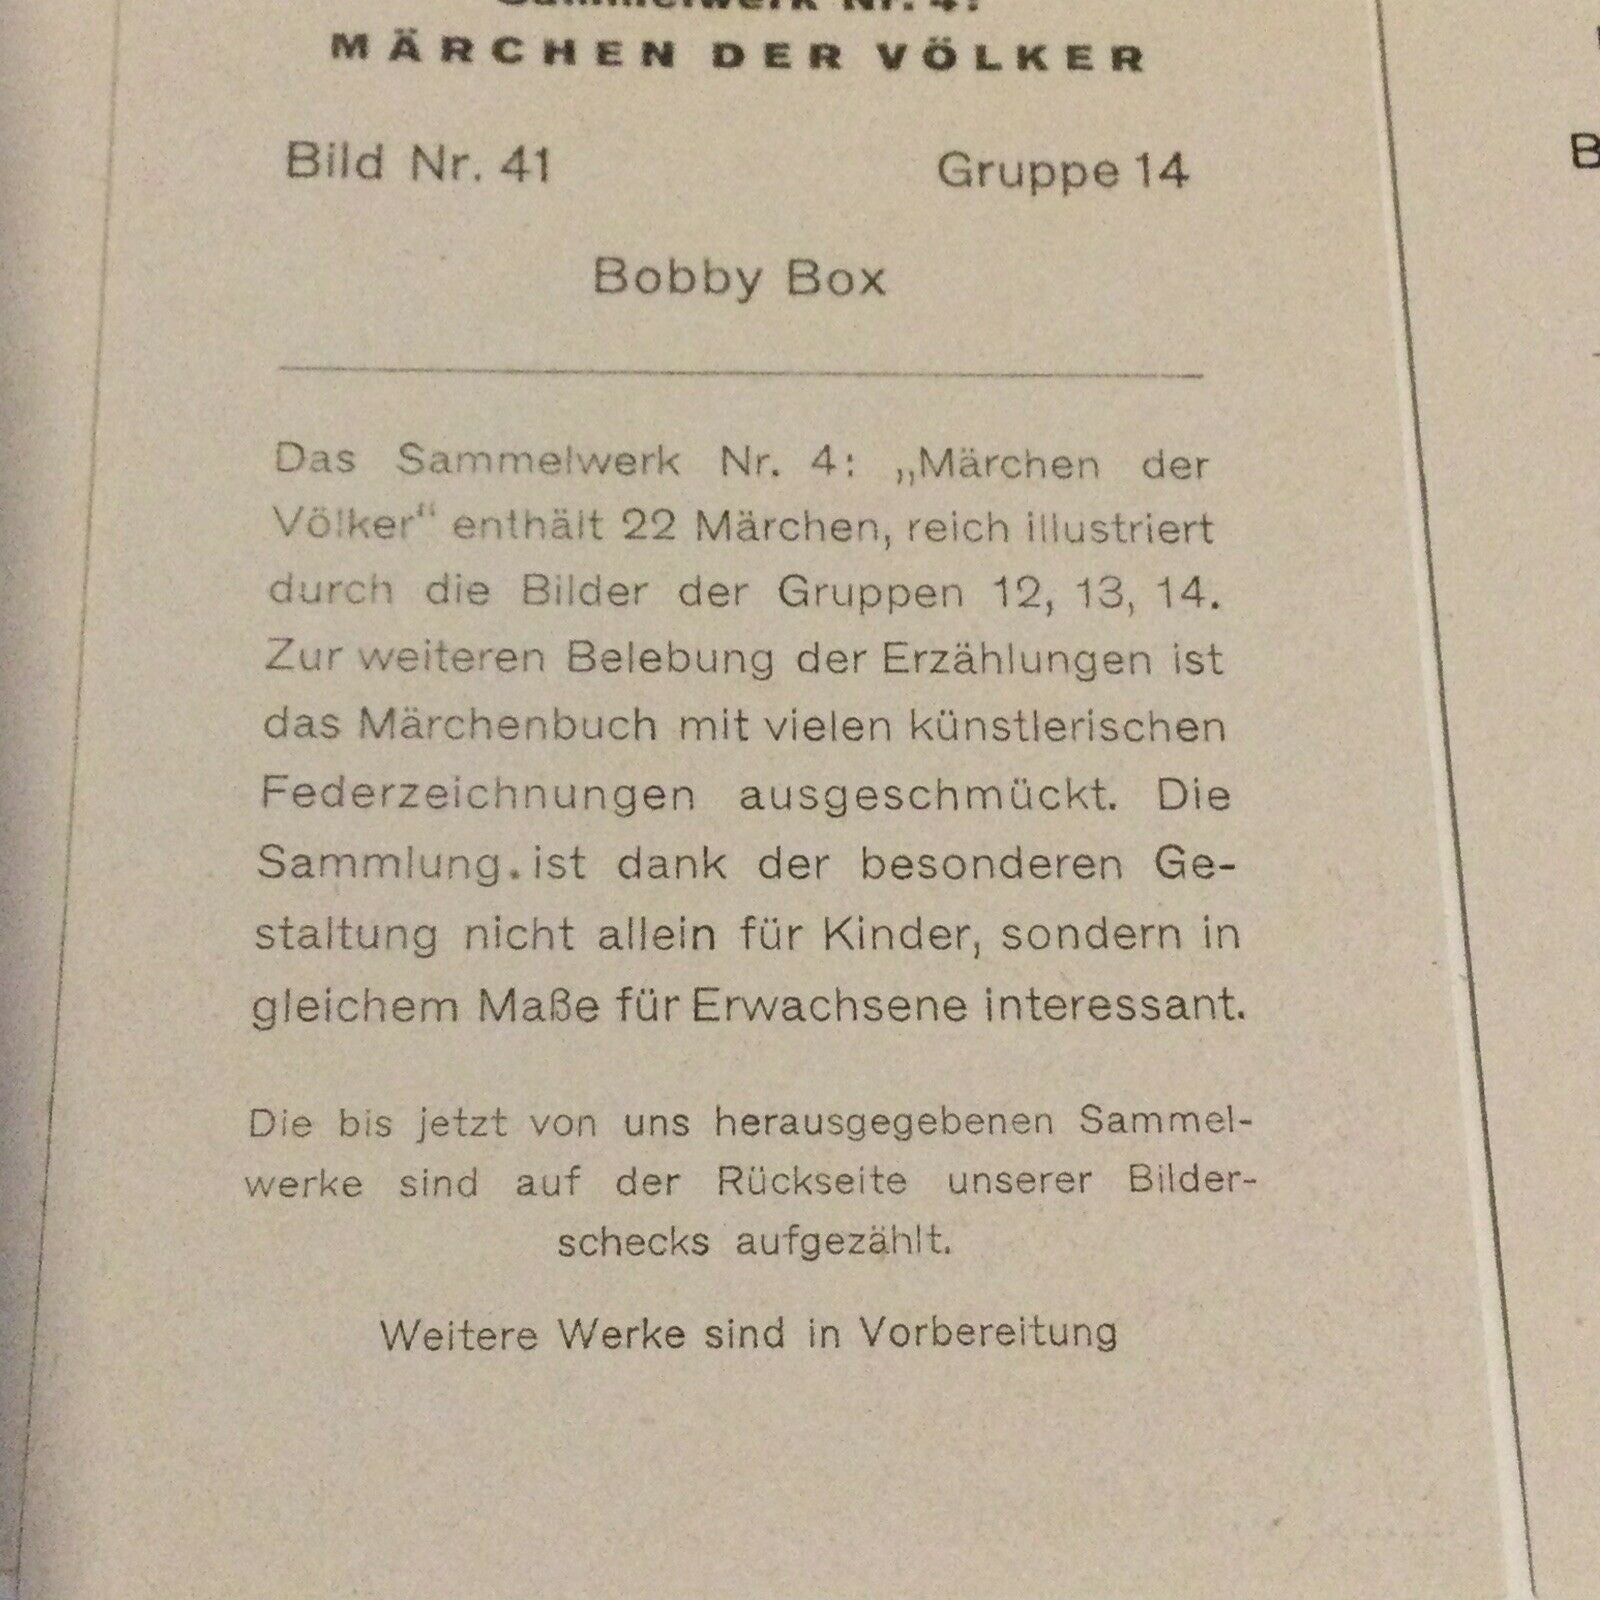 Sammelwerk Nr. 4:
MÄRCHEN DER VÖLKER
Bild Nr. 41 Gruppe 14
Bobby Box
Das Sammelwerk Nr. 4: „Märchen der
Völker“ enthält 22 Märchen, reich illustriert
durch die Bilder der Gruppen 12, 13, 14.
Zur weiteren Belebung der Erzählungen ist
das Märchenbuch mit vielen künstlerischen
Federzeichnungen ausgeschmückt. Die
Sammlung. ist dank der besonderen Ge-
staltung nicht allein für Kinder, sondern in
gleichem Maße für Erwachsene interessant.
Die bis jetzt von uns herausgegebenen Sammel-
werke sind auf der Rückseite unserer Bilder-
schecks aufgezählt.
Weitere Werke sind in Vorbereitung